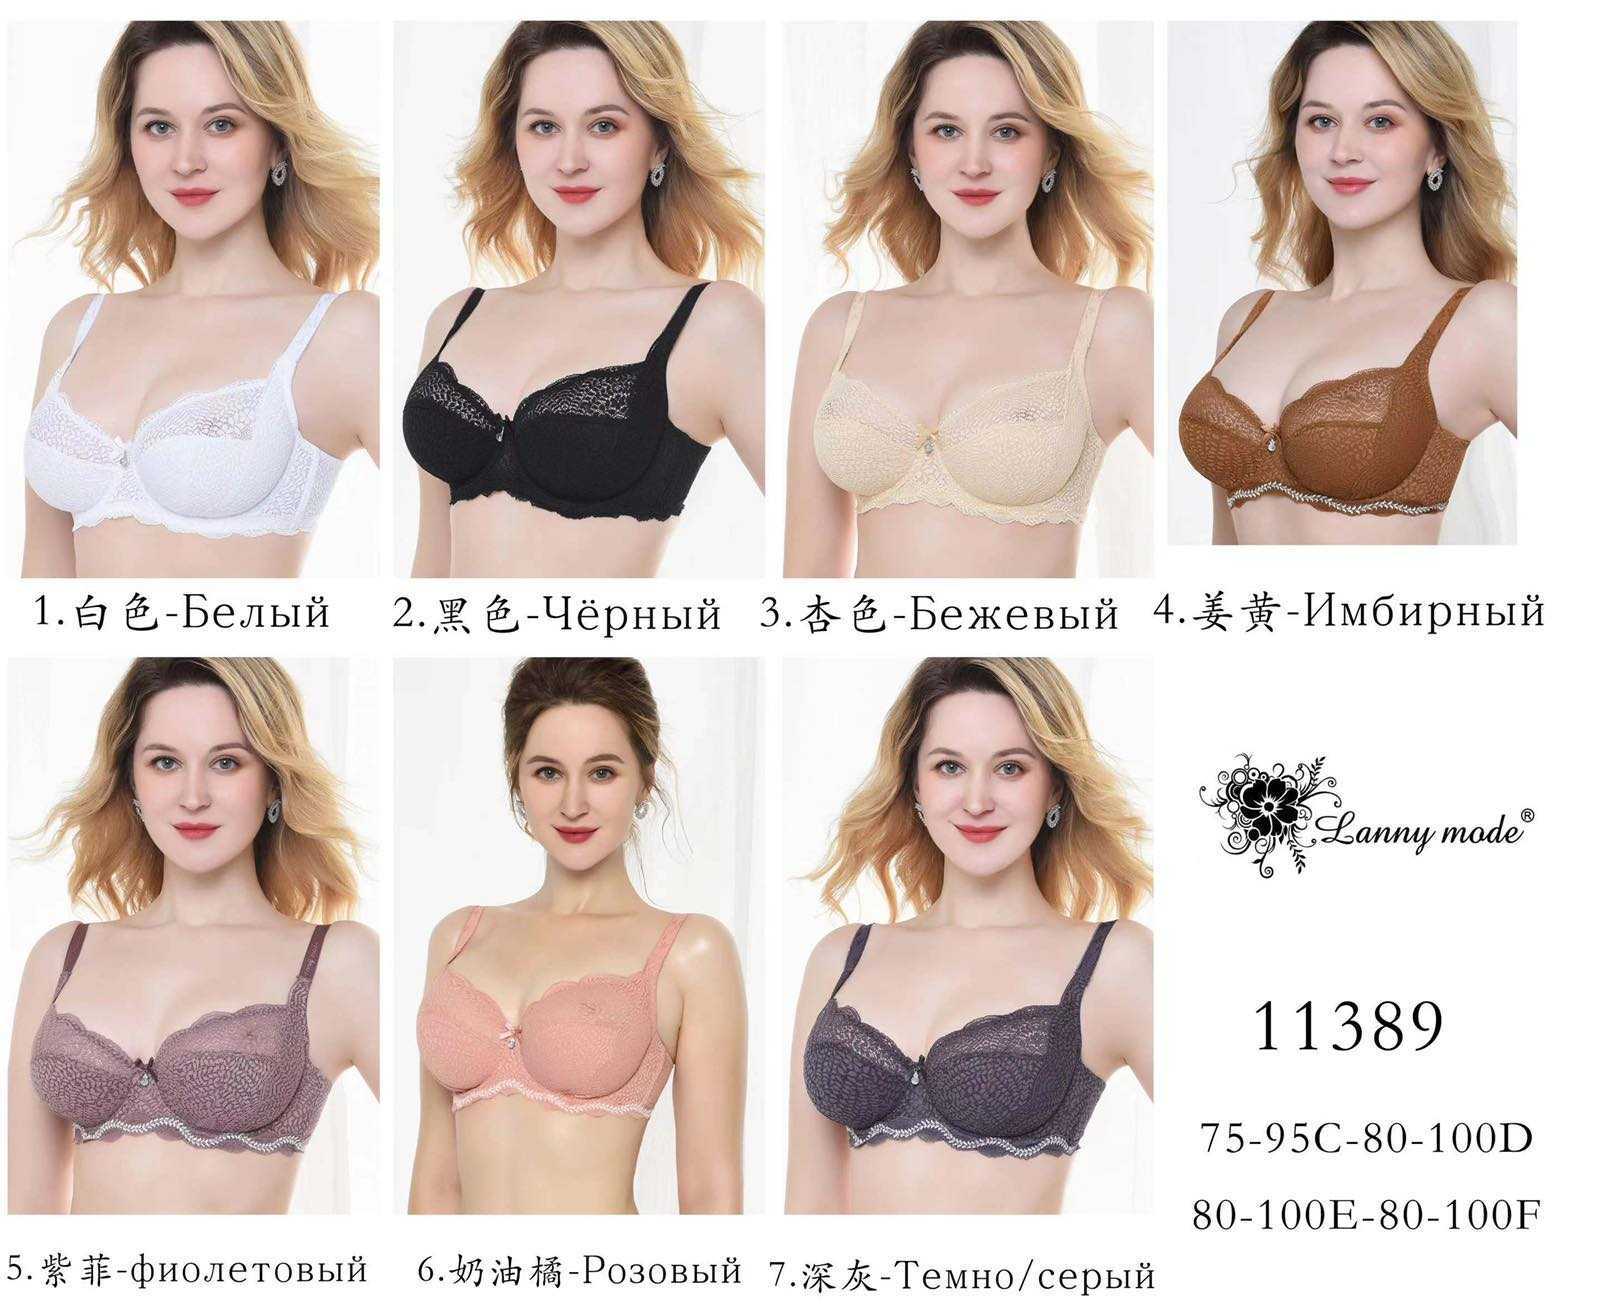 1.白色-Белый
2.黑色-Чёрный
3.杏色-Бежевый
4.姜黄-Имбирный
5.紫菲-фиолетовый
6.奶油橘-Розовый
7.深灰-Темно/серый
Lanny mode®
11389
75-95C-80-100D
80-100E-80-100F